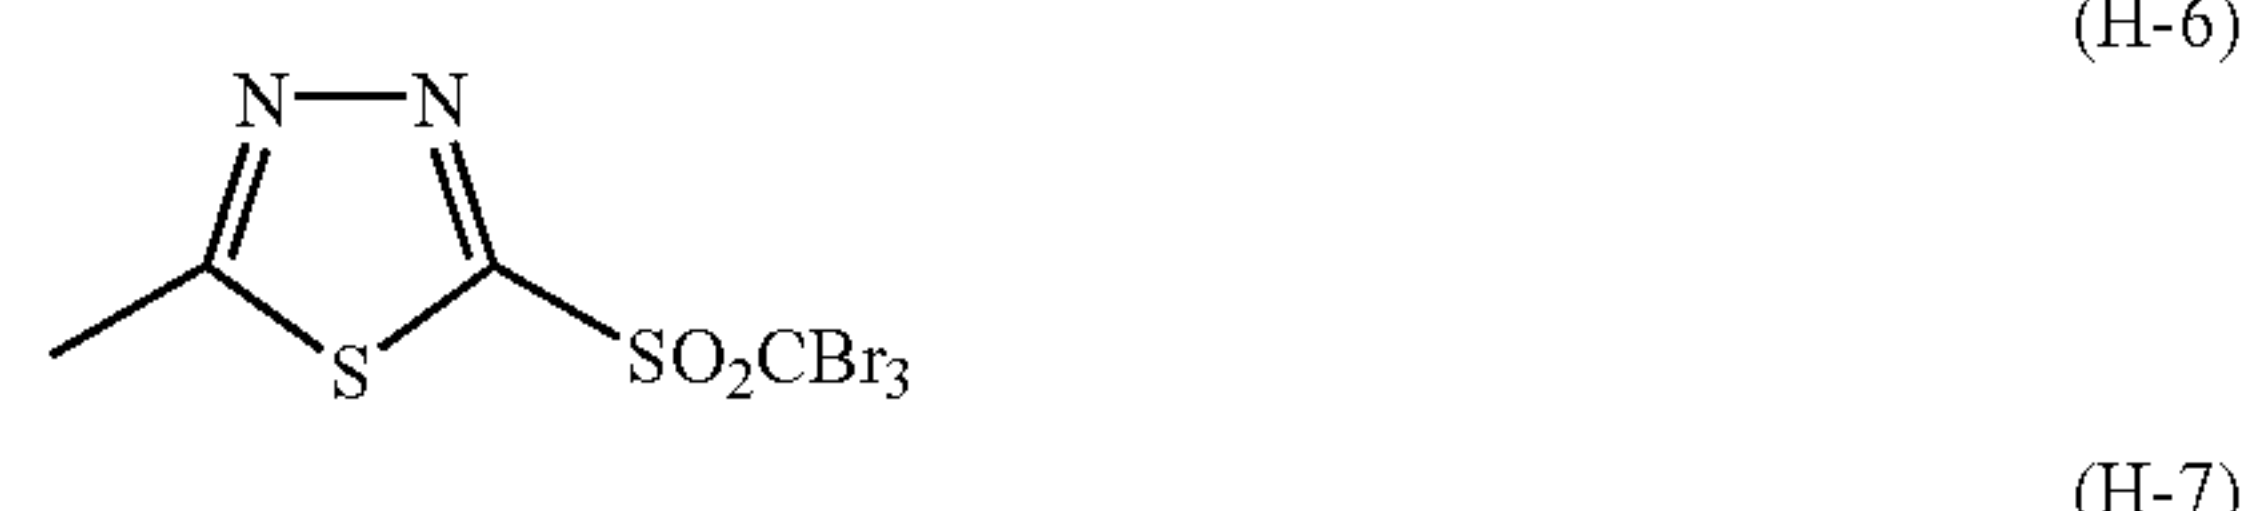 (H-6)
N N
S
SO₂CBr₃
(H-7)